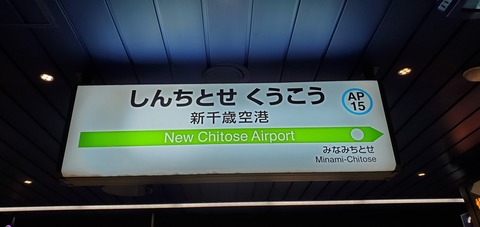 しんちとせ くうこう
AP
15
新千歳空港
New Chitose Airport
みなみちとせ
Minami-Chitose